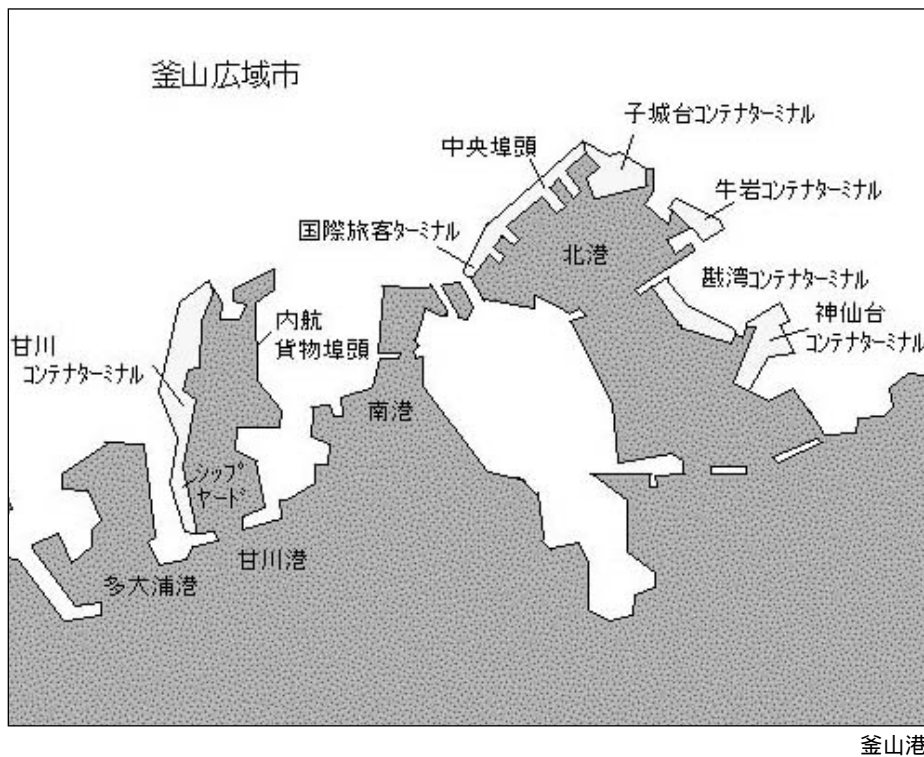 釜山広域市
子城台コンテナターミナル
中央埠頭
牛岩コンテナターミナル
国際旅客ターミナル
北港
戡湾コンテナターミナル
神仙台
コンテナターミナル
内航
貨物埠頭
甘川
コンテナターミナル
南港
シップ
ヤード
甘川港
多大浦港
釜山港